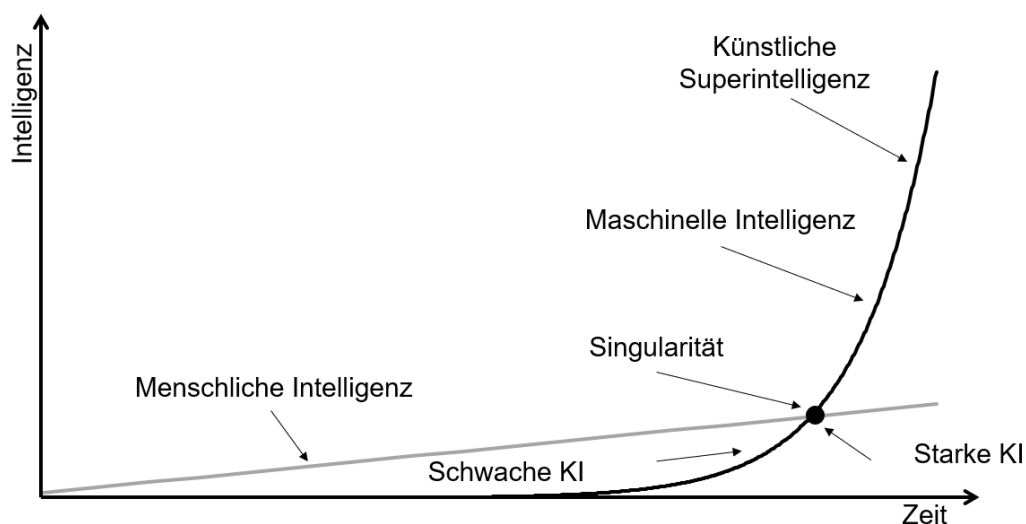 Intelligenz
Künstliche
Superintelligenz
Maschinelle Intelligenz
Singularität
Menschliche Intelligenz
Schwache KI
Starke KI
Zeit